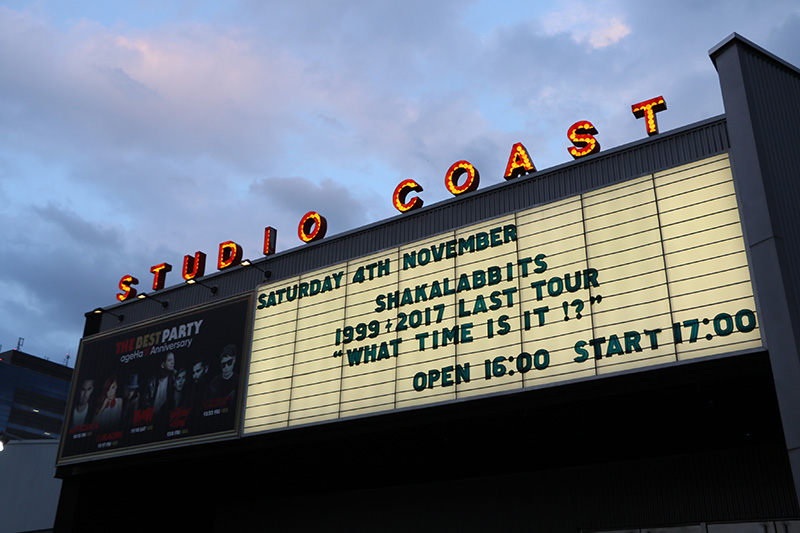 STUDIO COAST
SATURDAY 4TH NOVEMBER
SHAKALABBITS
1999-2017 LAST TOUR
"WHAT TIME IS IT !?"
OPEN 16:00 START 17:00
THE BEST PARTY
ageHa Anniversary